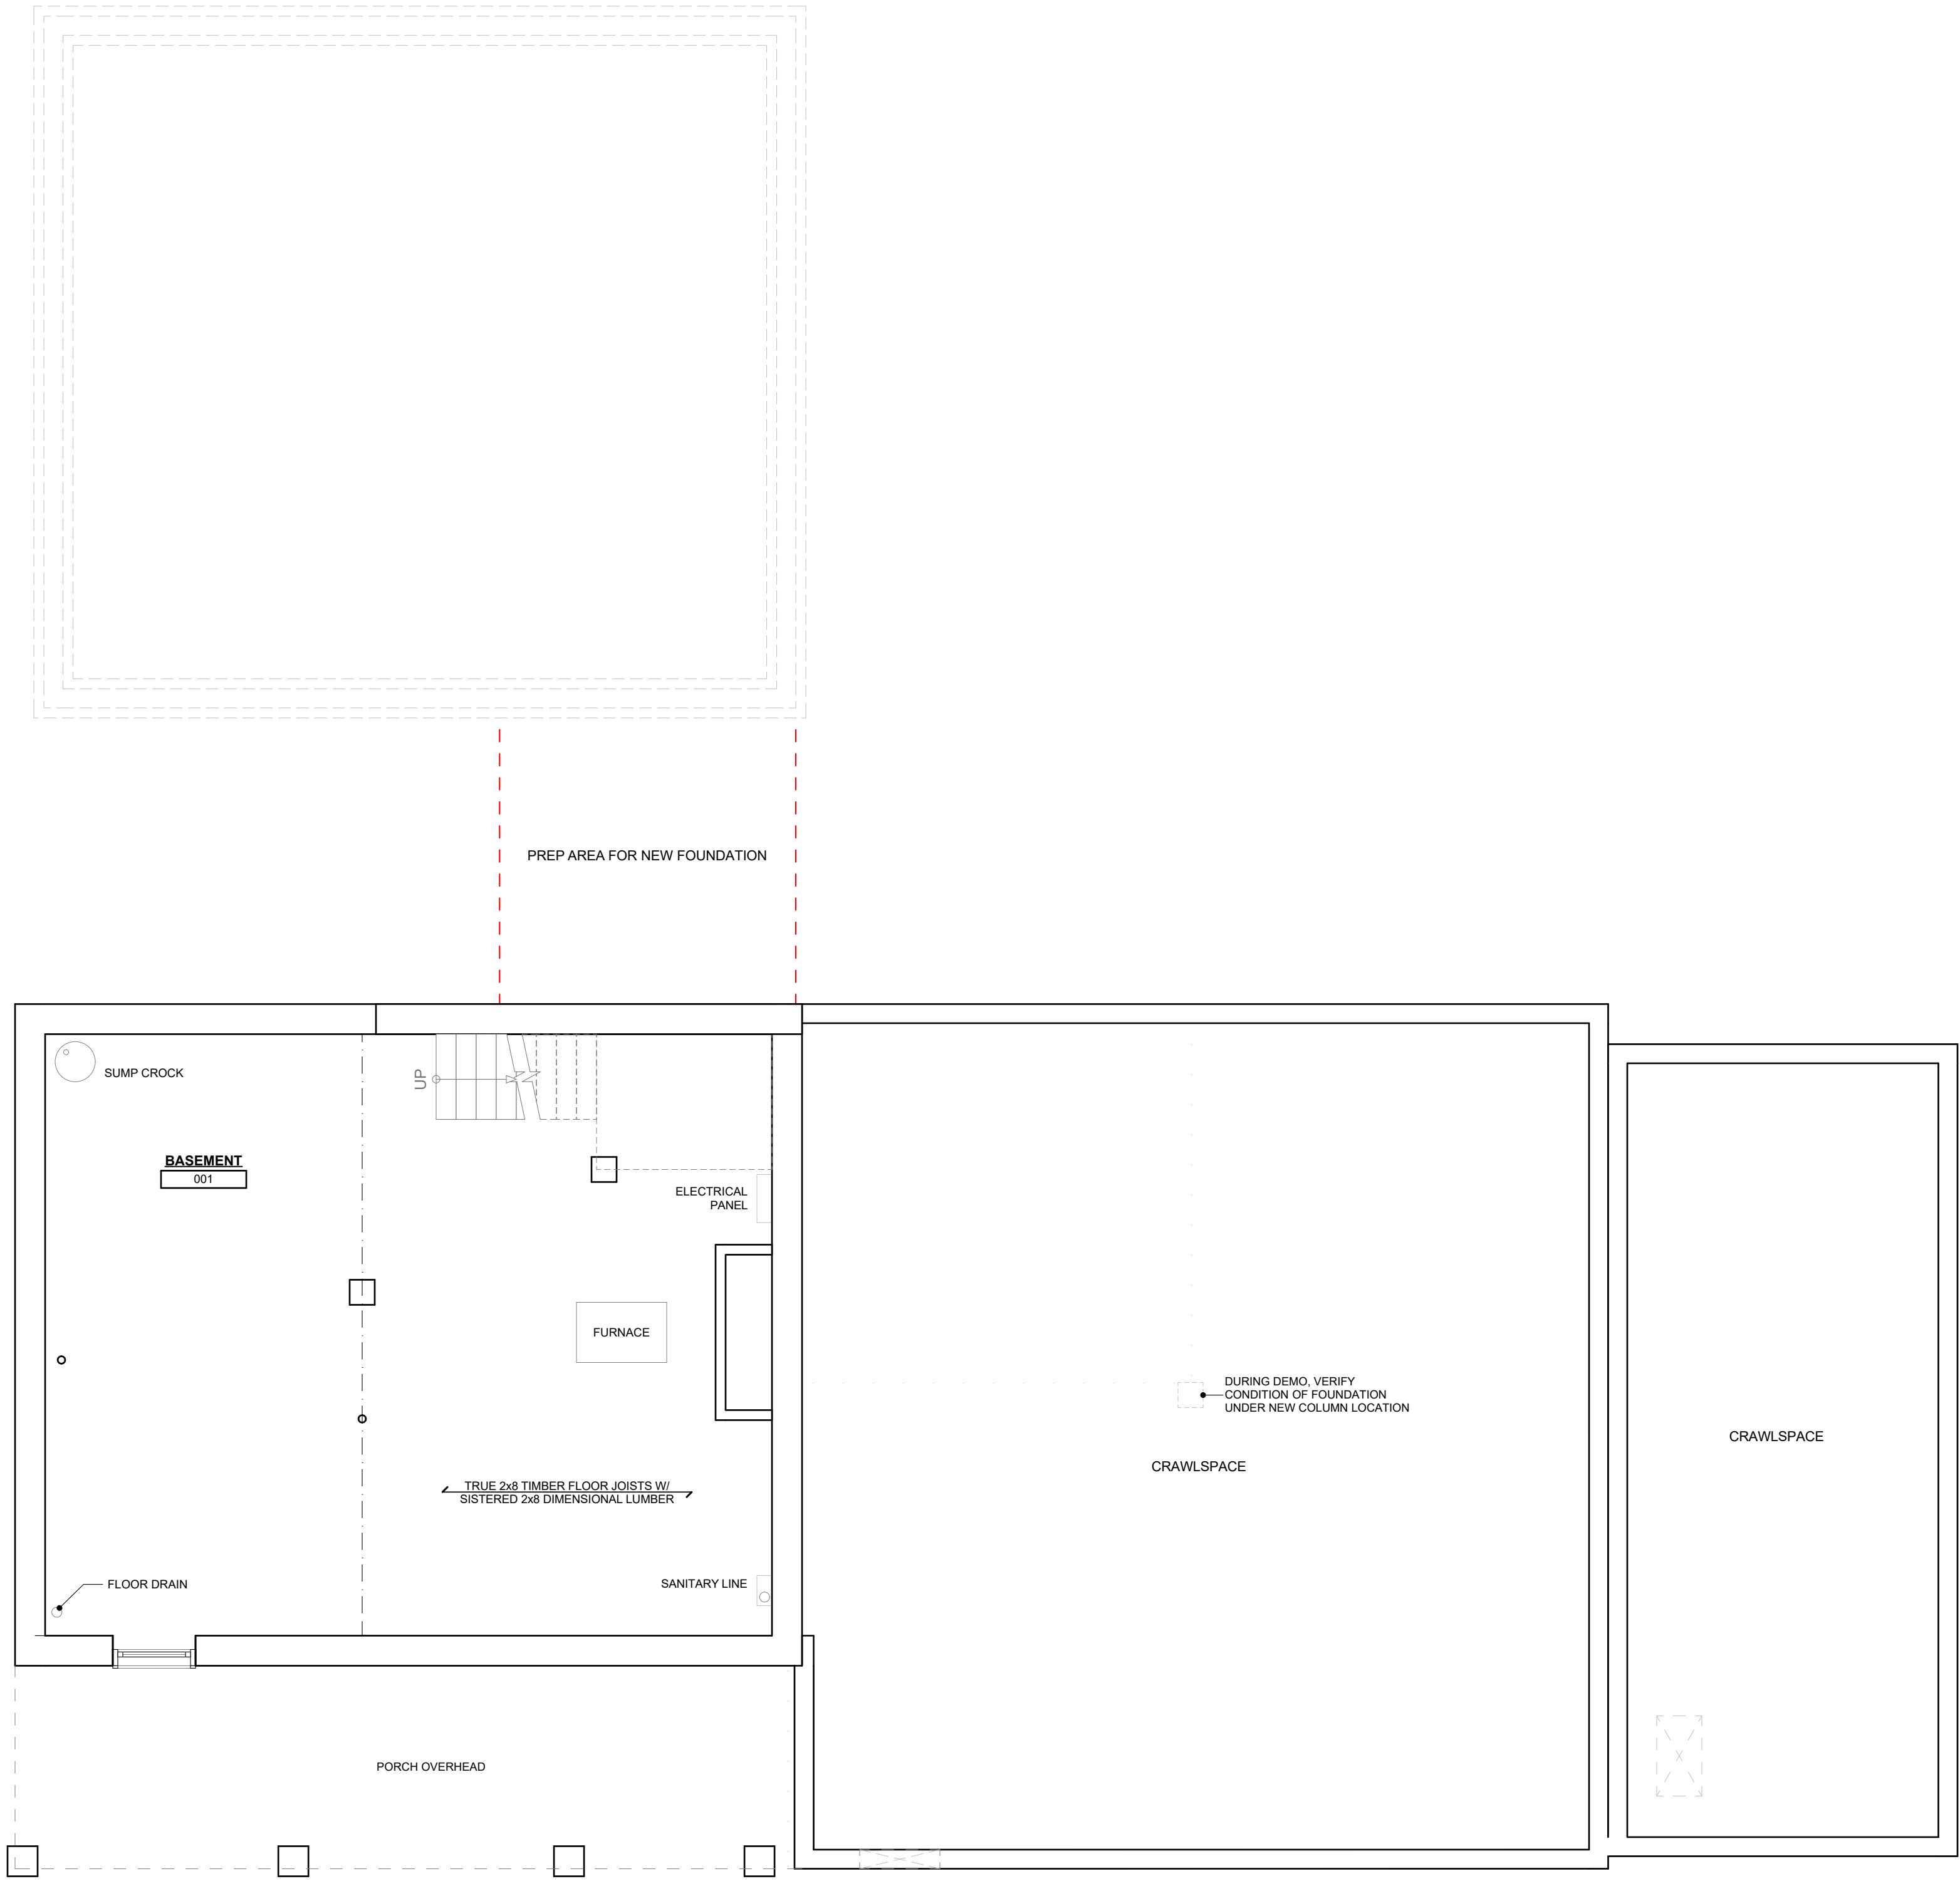 PREP AREA FOR NEW FOUNDATION
SUMP CROCK
UP
BASEMENT
001
ELECTRICAL
PANEL
FURNACE
DURING DEMO, VERIFY
CONDITION OF FOUNDATION
UNDER NEW COLUMN LOCATION
CRAWLSPACE
CRAWLSPACE
TRUE 2x8 TIMBER FLOOR JOISTS W/
SISTERED 2x8 DIMENSIONAL LUMBER
FLOOR DRAIN
SANITARY LINE
PORCH OVERHEAD